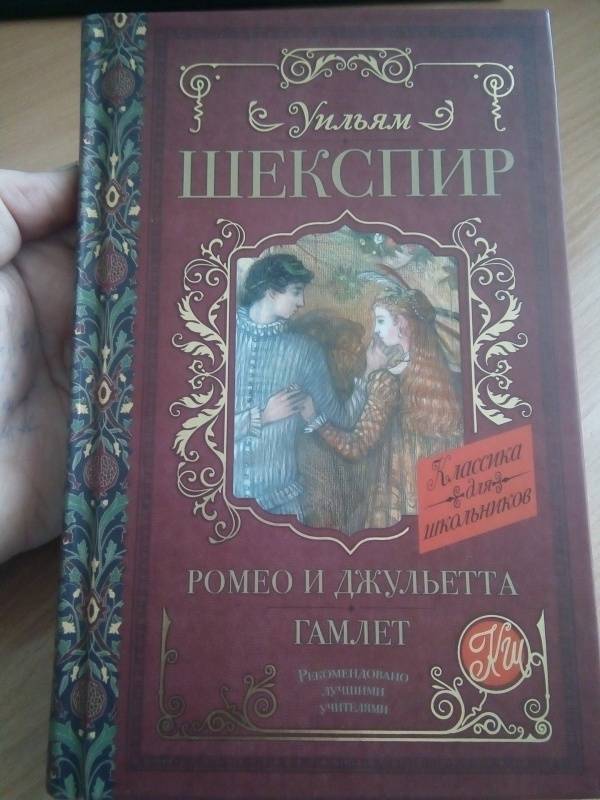 Уильям
ШЕКСПИР
Классика
для
школьников
РОМЕО И ДЖУЛЬЕТТА
ГАМЛЕТ
КШ
Рекомендовано
лучшими
учителями